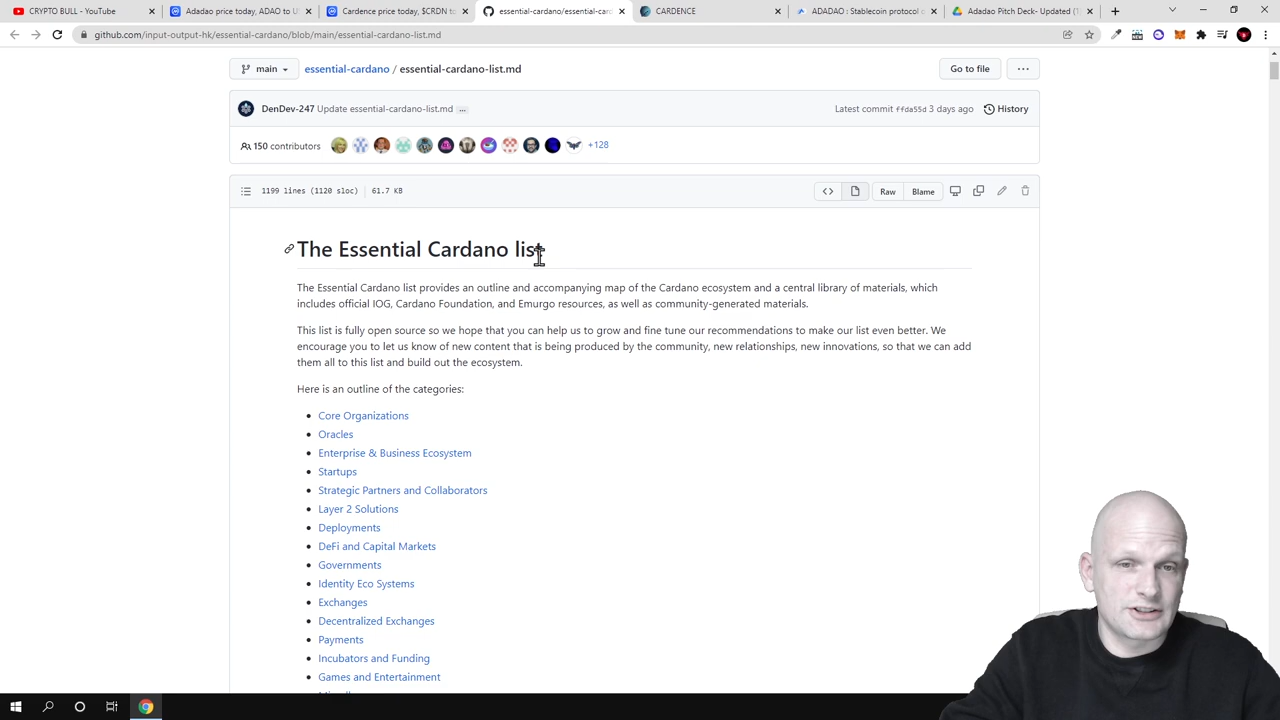 CRYPTO BULL - YouTube
Adadao price today, ADAO to U
Cardence price today, $CRDN to
essential-cardano/essential-card
CARDENCE
ADADAO : Stablecoin protocol o
Adadao Pitch Deck- Updated (1
github.com/input-output-hk/essential-cardano/blob/main/essential-cardano-list.md
main
essential-cardano / essential-cardano-list.md
Go to file
DenDev-247 Update essential-cardano-list.md
Latest commit ffda55d 3 days ago
History
150 contributors
+128
1199 lines (1120 sloc)
61.7 KB
Raw
Blame
The Essential Cardano list
The Essential Cardano list provides an outline and accompanying map of the Cardano ecosystem and a central library of materials, which
includes official IOG, Cardano Foundation, and Emurgo resources, as well as community-generated materials.
This list is fully open source so we hope that you can help us to grow and fine tune our recommendations to make our list even better. We
encourage you to let us know of new content that is being produced by the community, new relationships, new innovations, so that we can add
them all to this list and build out the ecosystem.
Here is an outline of the categories:
Core Organizations
Oracles
Enterprise & Business Ecosystem
Startups
Strategic Partners and Collaborators
Layer 2 Solutions
Deployments
DeFi and Capital Markets
Governments
Identity Eco Systems
Exchanges
Decentralized Exchanges
Payments
Incubators and Funding
Games and Entertainment